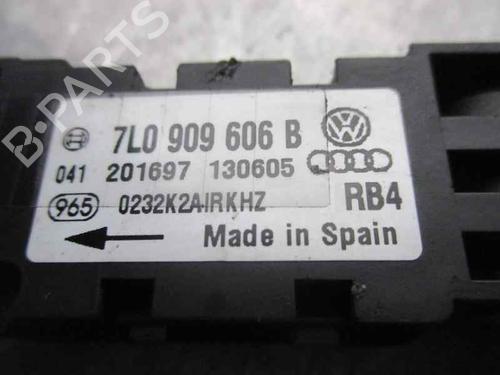 B-PARTS
7L0 909 606 B
041 201697 130605
965 0232K2AIRKHZ RB4
Made in Spain